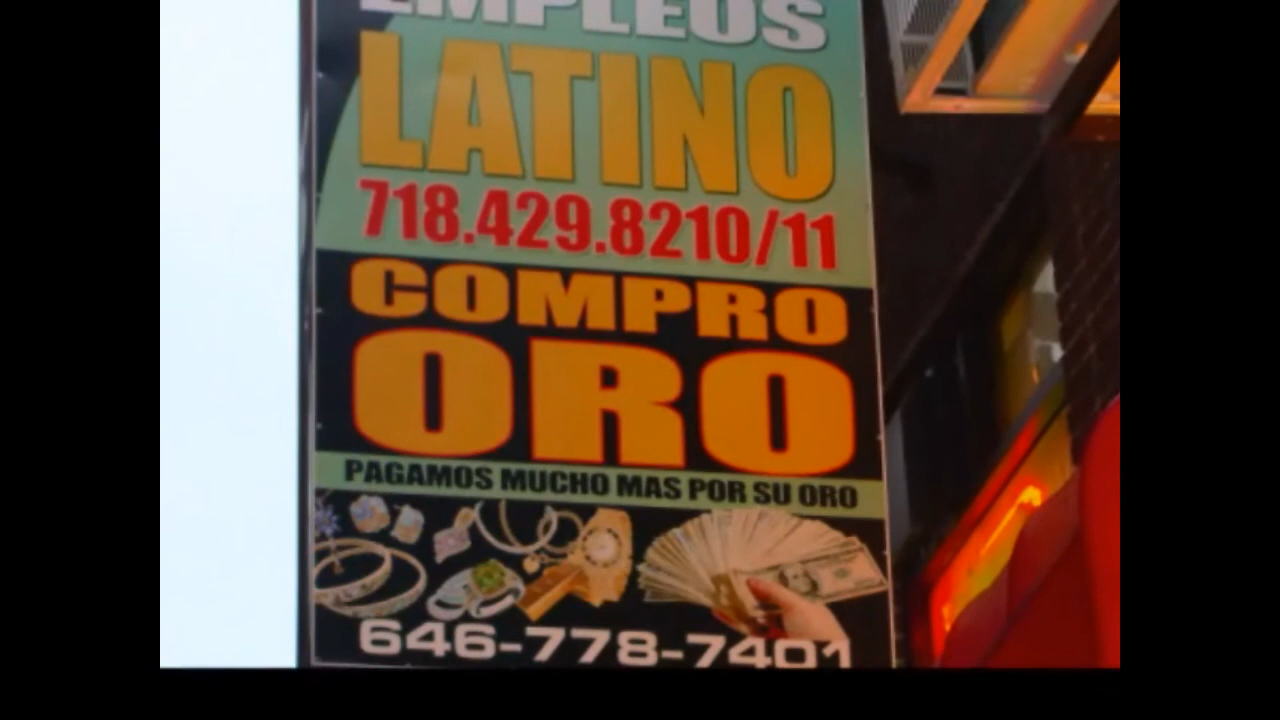 EMPLEOS
LATINO
718.429.8210/11
COMPRO
ORO
PAGAMOS MUCHO MAS POR SU ORO
646-778-7401